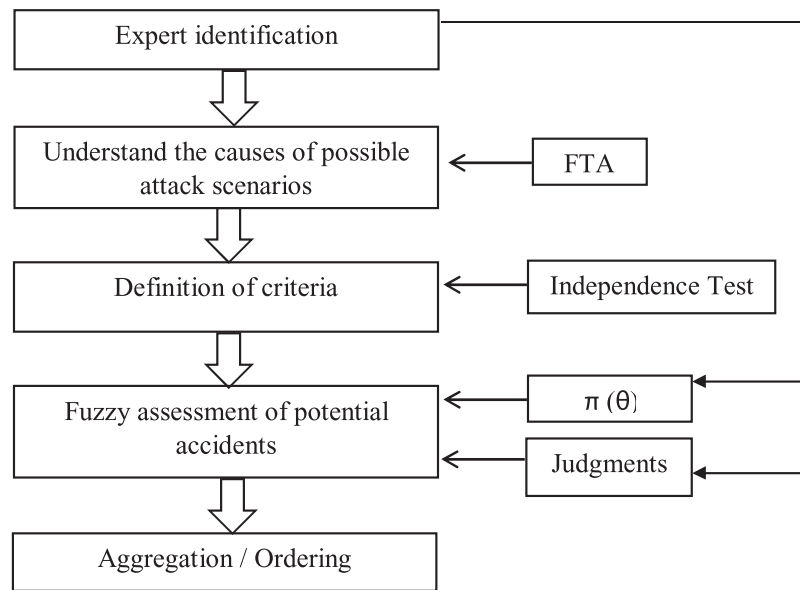 Expert identification
Understand the causes of possible
attack scenarios
FTA
Definition of criteria
Independence Test
Fuzzy assessment of potential
accidents
π (θ)
Judgments
Aggregation / Ordering